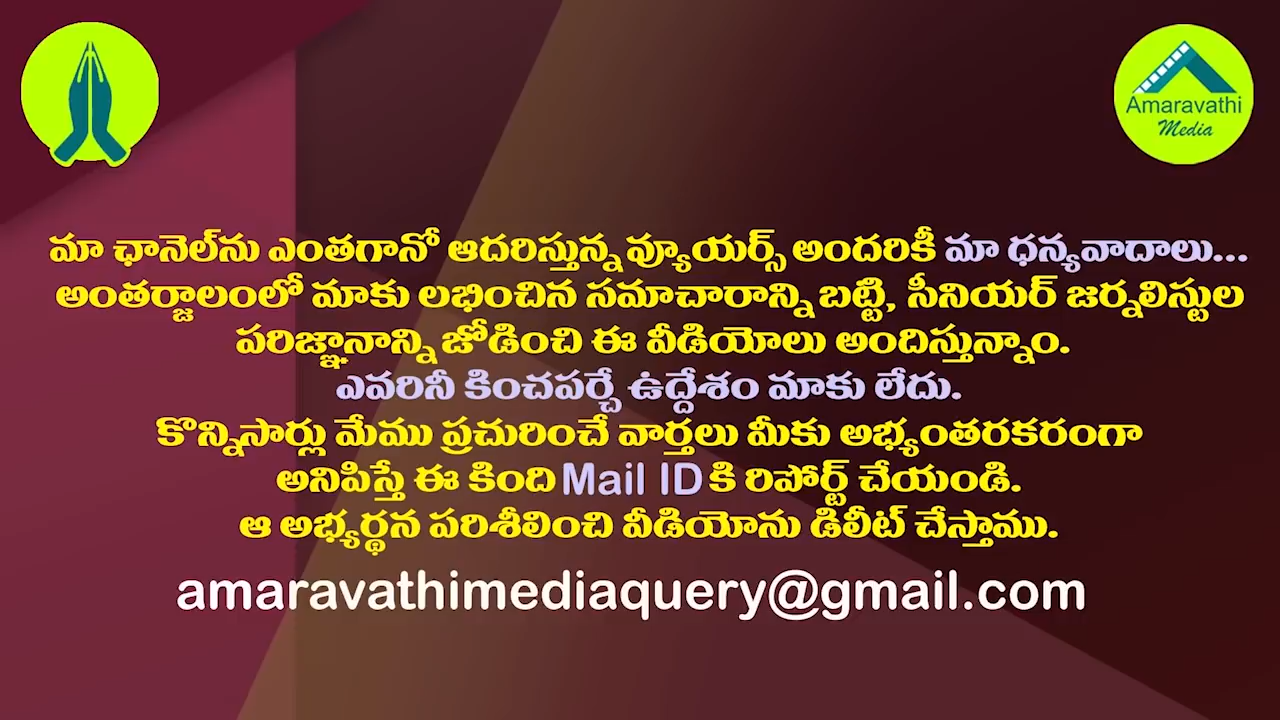 Amaravathi
Media
మా ఛానెల్‌ను ఎంతగానో ఆదరిస్తున్న వ్యూయర్స్ అందరికీ మా ధన్యవాదాలు...
అంతర్జాలంలో మాకు లభించిన సమాచారాన్ని బట్టి, సీనియర్ జర్నలిస్టుల
పరిజ్ఞానాన్ని జోడించి ఈ వీడియోలు అందిస్తున్నాం.
ఎవరినీ కించపర్చే ఉద్దేశం మాకు లేదు.
కొన్నిసార్లు మేము ప్రచురించే వార్తలు మీకు అభ్యంతరకరంగా
అనిపిస్తే ఈ కింది Mail ID కి రిపోర్ట్ చేయండి.
ఆ అభ్యర్థన పరిశీలించి వీడియోను డిలీట్ చేస్తాము.
amaravathimediaquery@gmail.com